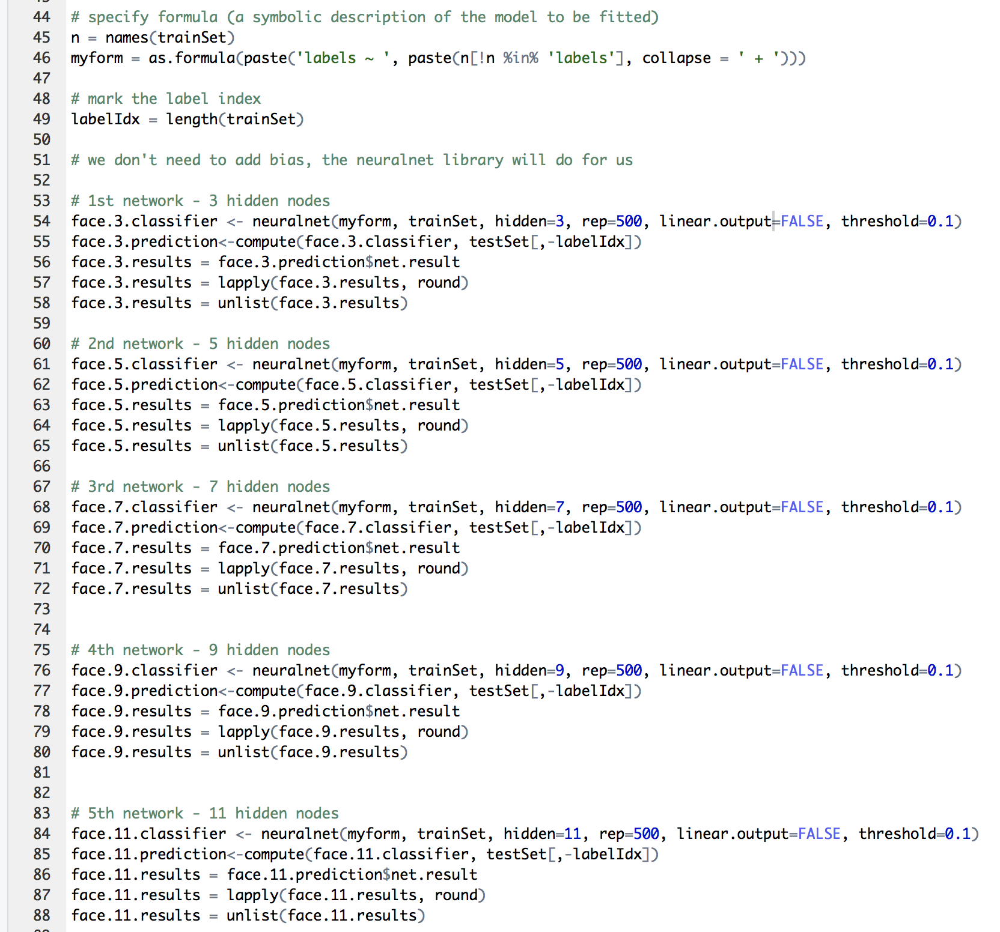 44 # specify formula (a symbolic description of the model to be fitted)
45 n = names(trainSet)
46 myform = as.formula(paste('labels ~ ', paste(n[!n %in% 'labels'], collapse = ' + ')))
47
48 # mark the label index
49 labelIdx = length(trainSet)
50
51 # we don't need to add bias, the neuralnet library will do for us
52
53 # 1st network - 3 hidden nodes
54 face.3.classifier <- neuralnet(myform, trainSet, hidden=3, rep=500, linear.output=FALSE, threshold=0.1)
55 face.3.prediction<-compute(face.3.classifier, testSet[,-labelIdx])
56 face.3.results = face.3.prediction$net.result
57 face.3.results = lapply(face.3.results, round)
58 face.3.results = unlist(face.3.results)
59
60 # 2nd network - 5 hidden nodes
61 face.5.classifier <- neuralnet(myform, trainSet, hidden=5, rep=500, linear.output=FALSE, threshold=0.1)
62 face.5.prediction<-compute(face.5.classifier, testSet[,-labelIdx])
63 face.5.results = face.5.prediction$net.result
64 face.5.results = lapply(face.5.results, round)
65 face.5.results = unlist(face.5.results)
66
67 # 3rd network - 7 hidden nodes
68 face.7.classifier <- neuralnet(myform, trainSet, hidden=7, rep=500, linear.output=FALSE, threshold=0.1)
69 face.7.prediction<-compute(face.7.classifier, testSet[,-labelIdx])
70 face.7.results = face.7.prediction$net.result
71 face.7.results = lapply(face.7.results, round)
72 face.7.results = unlist(face.7.results)
73
74
75 # 4th network - 9 hidden nodes
76 face.9.classifier <- neuralnet(myform, trainSet, hidden=9, rep=500, linear.output=FALSE, threshold=0.1)
77 face.9.prediction<-compute(face.9.classifier, testSet[,-labelIdx])
78 face.9.results = face.9.prediction$net.result
79 face.9.results = lapply(face.9.results, round)
80 face.9.results = unlist(face.9.results)
81
82
83 # 5th network - 11 hidden nodes
84 face.11.classifier <- neuralnet(myform, trainSet, hidden=11, rep=500, linear.output=FALSE, threshold=0.1)
85 face.11.prediction<-compute(face.11.classifier, testSet[,-labelIdx])
86 face.11.results = face.11.prediction$net.result
87 face.11.results = lapply(face.11.results, round)
88 face.11.results = unlist(face.11.results)